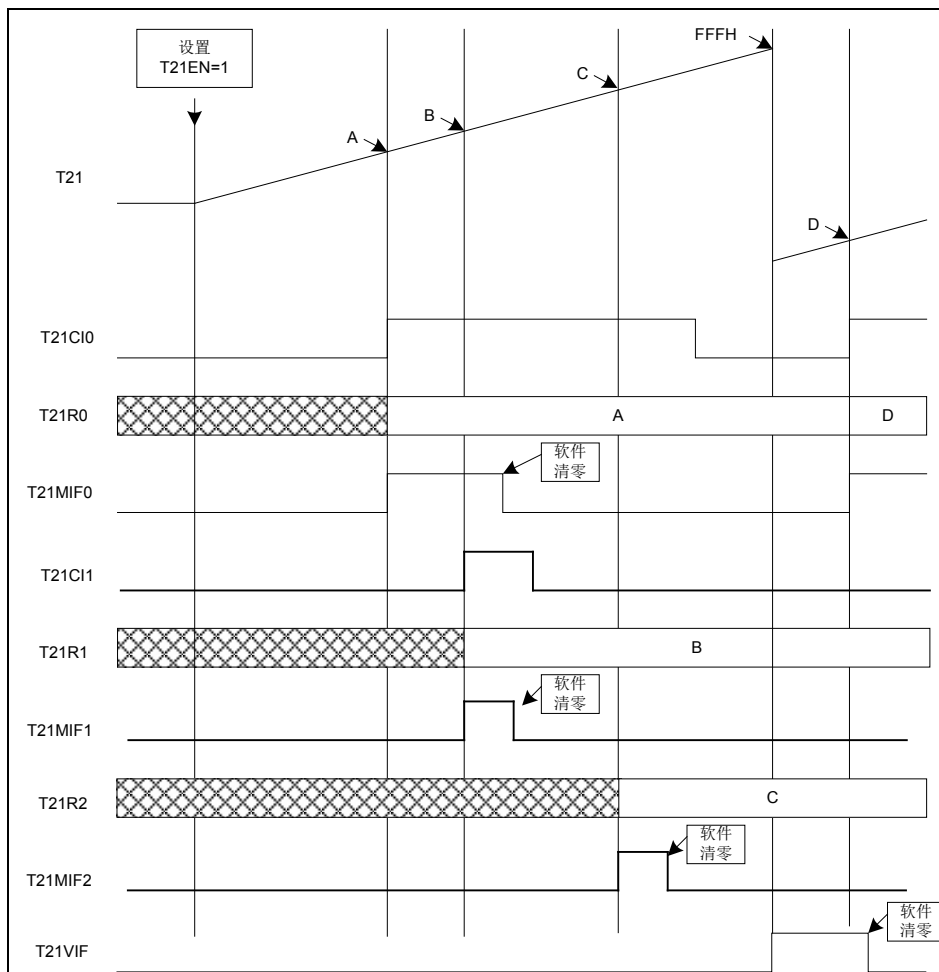 设置
T21EN=1
FFFH
C
B
A
T21
D
T21CI0
T21R0
A
D
软件
清零
T21MIF0
T21CI1
T21R1
B
软件
清零
T21MIF1
T21R2
C
软件
清零
T21MIF2
软件
清零
T21VIF